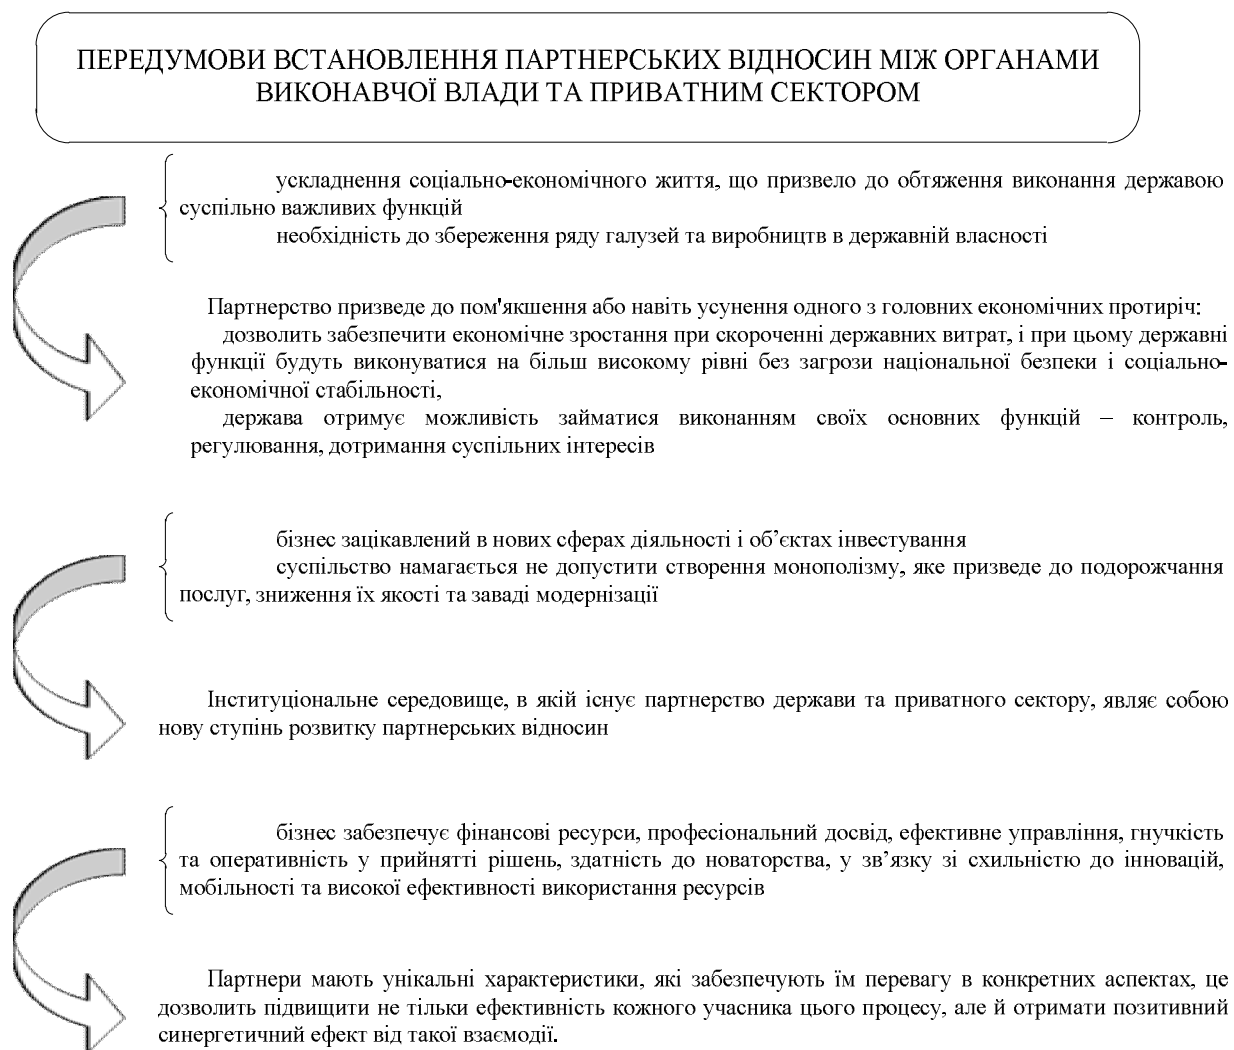 ПЕРЕДУМОВИ ВСТАНОВЛЕННЯ ПАРТНЕРСЬКИХ ВІДНОСИН МІЖ ОРГАНАМИ
ВИКОНАВЧОЇ ВЛАДИ ТА ПРИВАТНИМ СЕКТОРОМ
ускладнення соціально-економічного життя, що призвело до обтяження виконання державою
суспільно важливих функцій
необхідність до збереження ряду галузей та виробництв в державній власності
Партнерство призведе до пом'якшення або навіть усунення одного з головних економічних протиріч:
дозволить забезпечити економічне зростання при скороченні державних витрат, і при цьому державні
функції будуть виконуватися на більш високому рівні без загрози національної безпеки і соціально-
економічної стабільності,
держава отримує можливість займатися виконанням своїх основних функцій – контроль,
регулювання, дотримання суспільних інтересів
бізнес зацікавлений в нових сферах діяльності і об’єктах інвестування
суспільство намагається не допустити створення монополізму, яке призведе до подорожчання
послуг, зниження їх якості та заваді модернізації
Інституціональне середовище, в якій існує партнерство держави та приватного сектору, являє собою
нову ступінь розвитку партнерських відносин
бізнес забезпечує фінансові ресурси, професіональний досвід, ефективне управління, гнучкість
та оперативність у прийнятті рішень, здатність до новаторства, у зв’язку зі схильністю до інновацій,
мобільності та високої ефективності використання ресурсів
Партнери мають унікальні характеристики, які забезпечують їм перевагу в конкретних аспектах, це
дозволить підвищити не тільки ефективність кожного учасника цього процесу, але й отримати позитивний
синергетичний ефект від такої взаємодії.